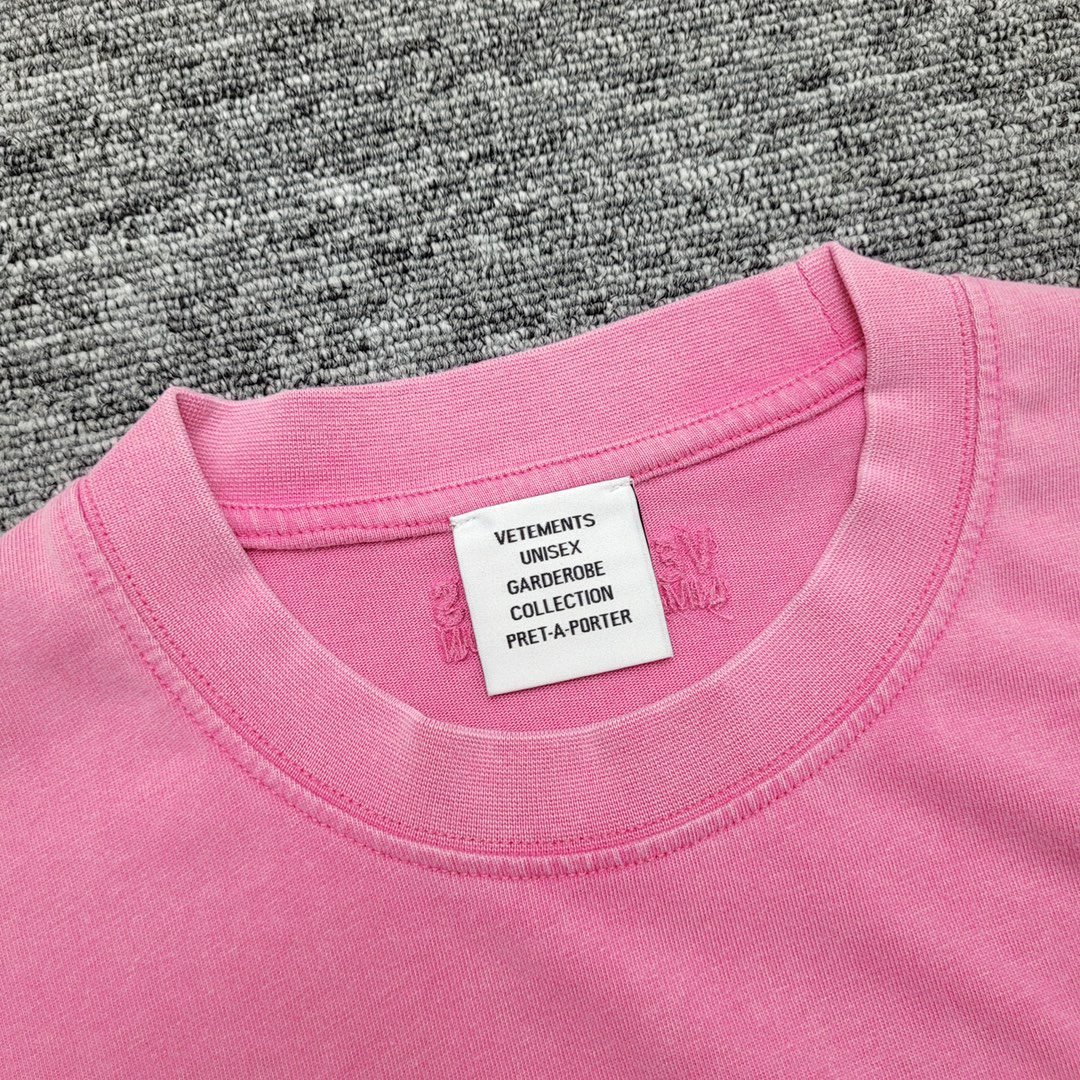 VETEMENTS
UNISEX
GARDEROBE
COLLECTION
PRET-A-PORTER